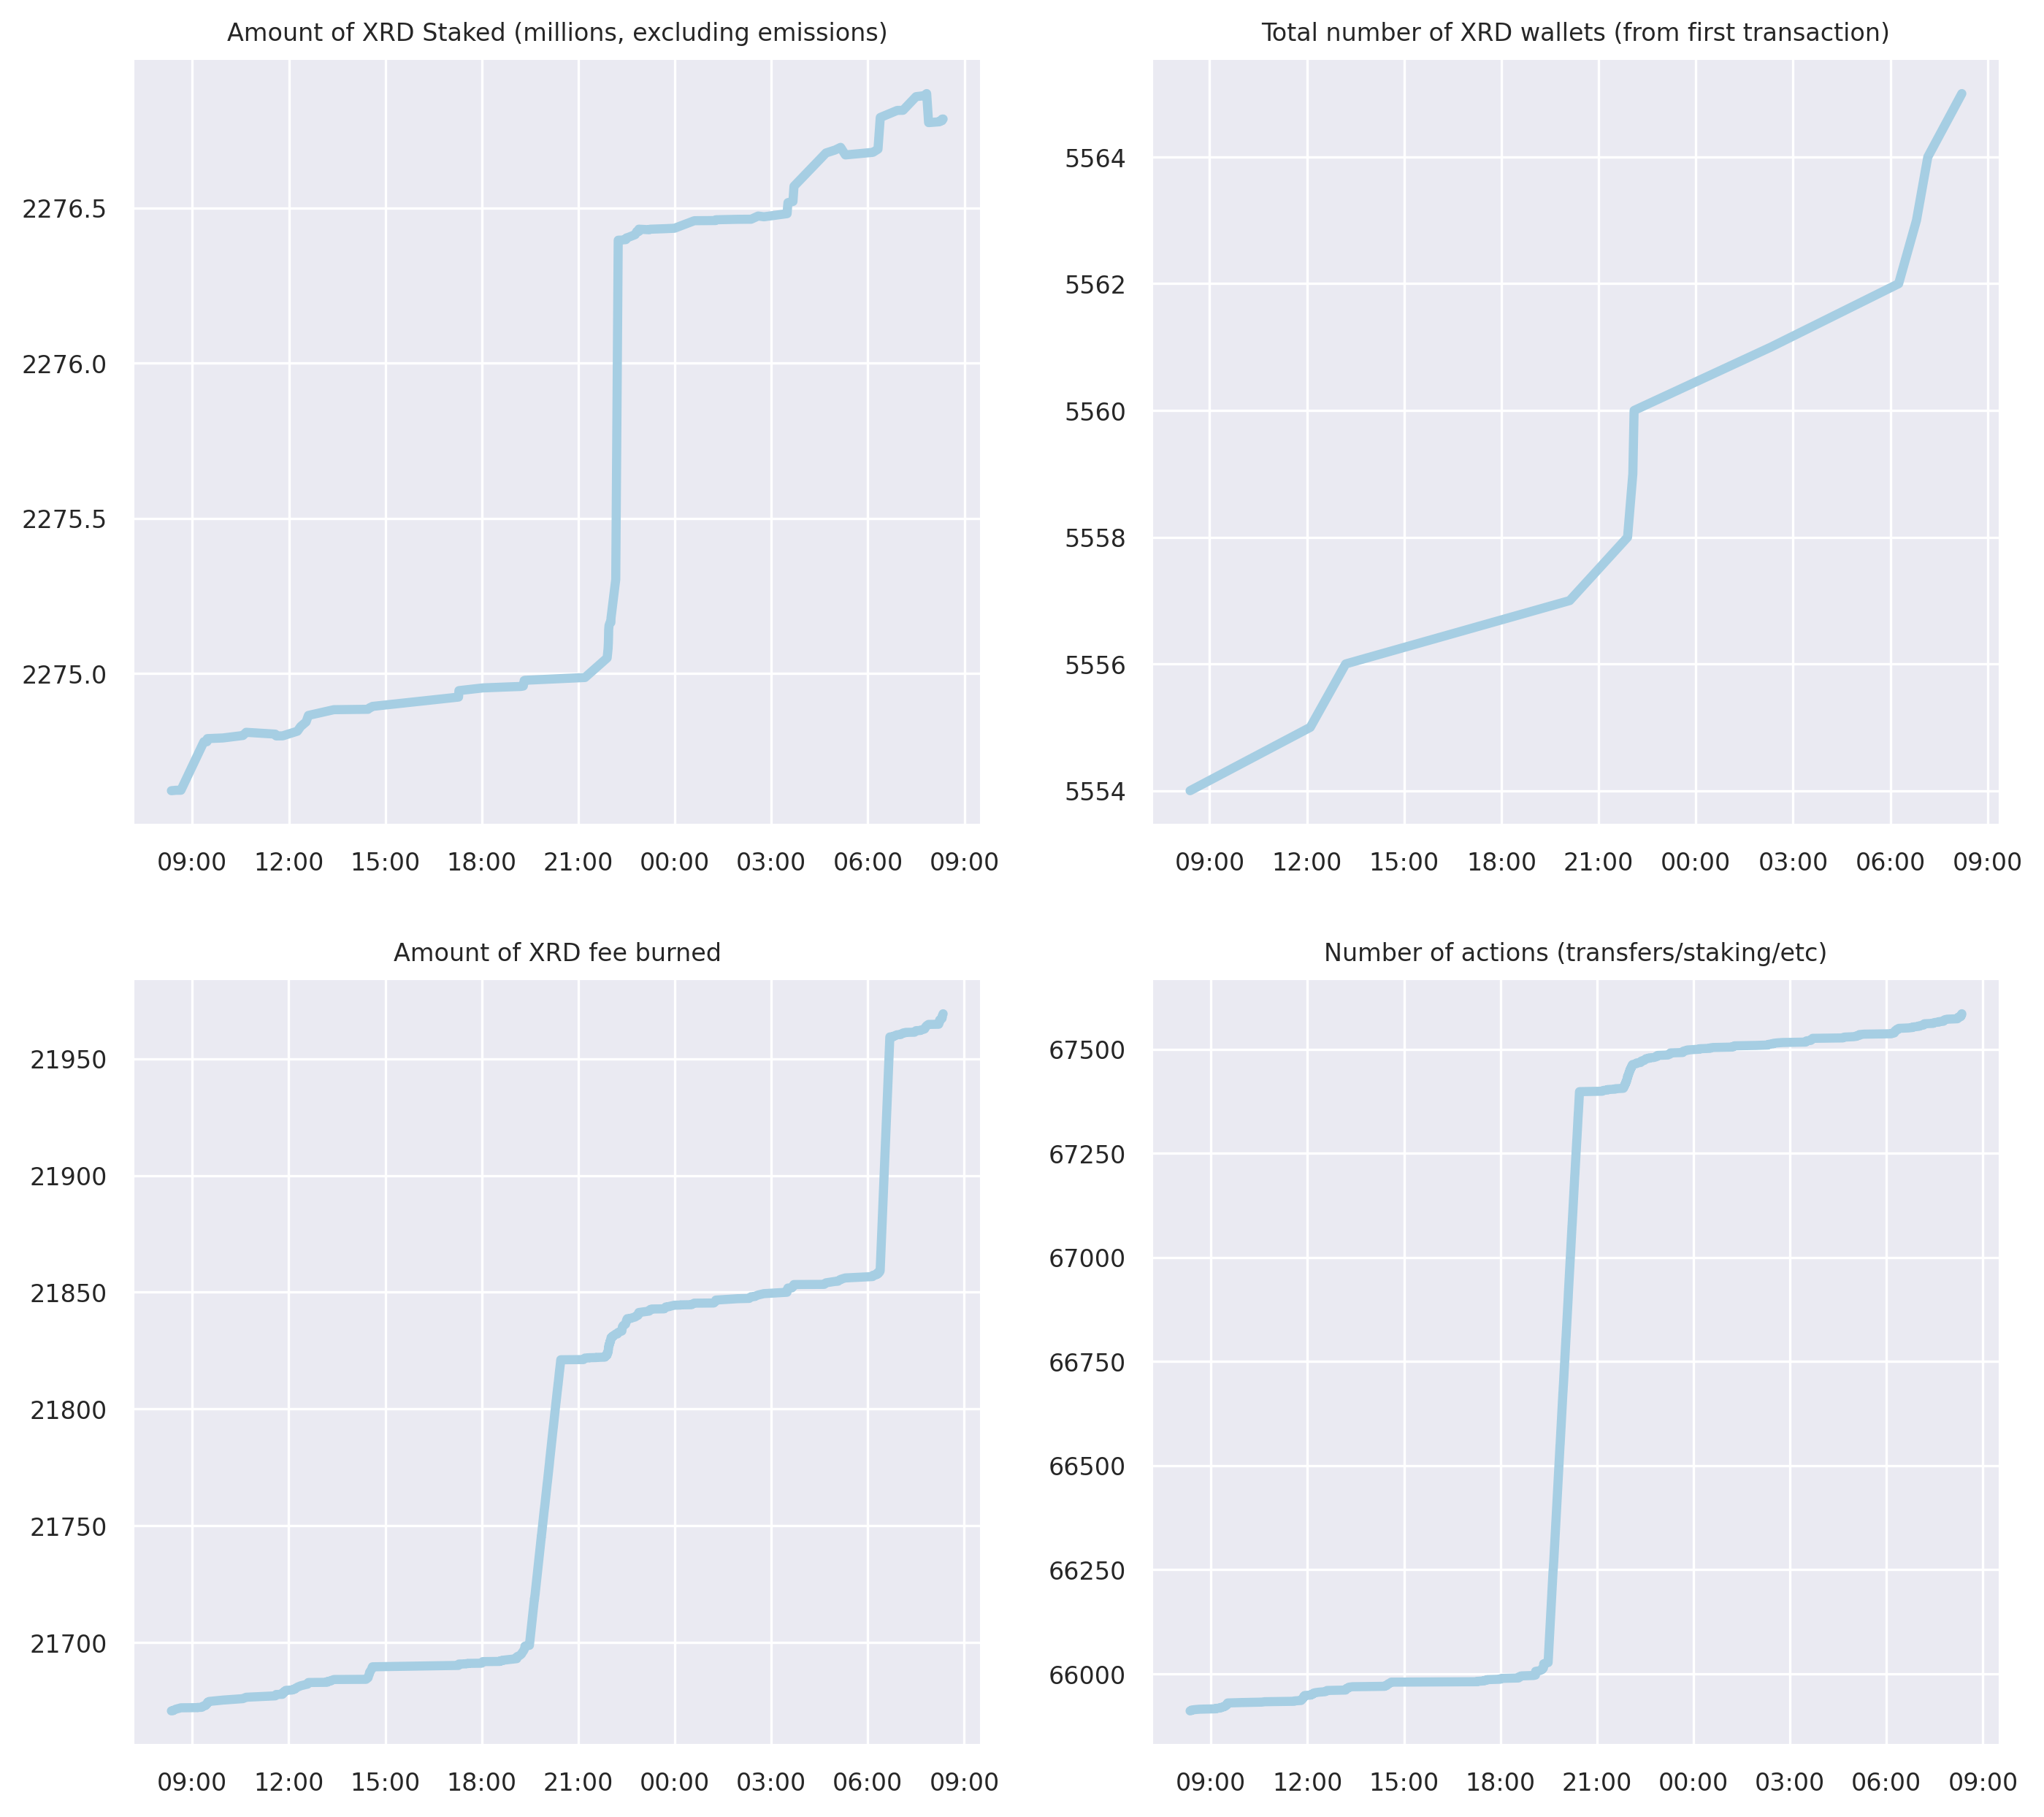 Amount of XRD Staked (millions, excluding emissions)
2276.5
2276.0
2275.5
2275.0
09:00 12:00 15:00 18:00 21:00 00:00 03:00 06:00 09:00
Total number of XRD wallets (from first transaction)
5564
5562
5560
5558
5556
5554
09:00 12:00 15:00 18:00 21:00 00:00 03:00 06:00 09:00
Amount of XRD fee burned
21950
21900
21850
21800
21750
21700
09:00 12:00 15:00 18:00 21:00 00:00 03:00 06:00 09:00
Number of actions (transfers/staking/etc)
67500
67250
67000
66750
66500
66250
66000
09:00 12:00 15:00 18:00 21:00 00:00 03:00 06:00 09:00